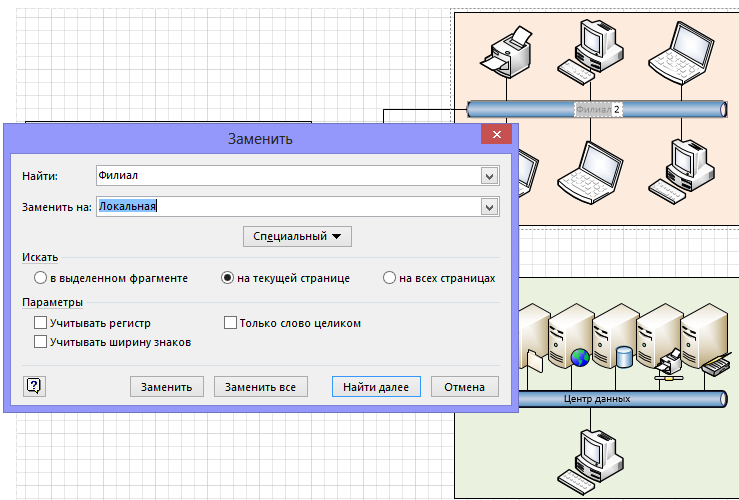 Филиал 2
Заменить
Найти:
Филиал
Заменить на:
Локальная
Специальный
Искать
в выделенном фрагменте
на текущей странице
на всех страницах
Параметры
Учитывать регистр
Только слово целиком
Учитывать ширину знаков
Заменить
Заменить все
Найти далее
Отмена
Центр данных